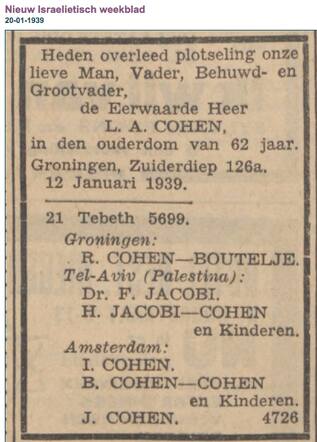 Nieuw Israelietisch weekblad
20-01-1939
Heden overleed plotseling onze
lieve Man, Vader, Behuwd- en
Grootvader,
de Eerwaarde Heer
L. A. COHEN,
in den ouderdom van 62 jaar.
Groningen, Zuiderdiep 126a.
12 Januari 1939.
21 Tebeth 5699.
Groningen:
R. COHEN—BOUTELJE.
Tel-Aviv (Palestina):
Dr. F. JACOBI.
H. JACOBI—COHEN
en Kinderen.
Amsterdam:
I. COHEN.
B. COHEN—COHEN
en Kinderen.
J. COHEN. 4726